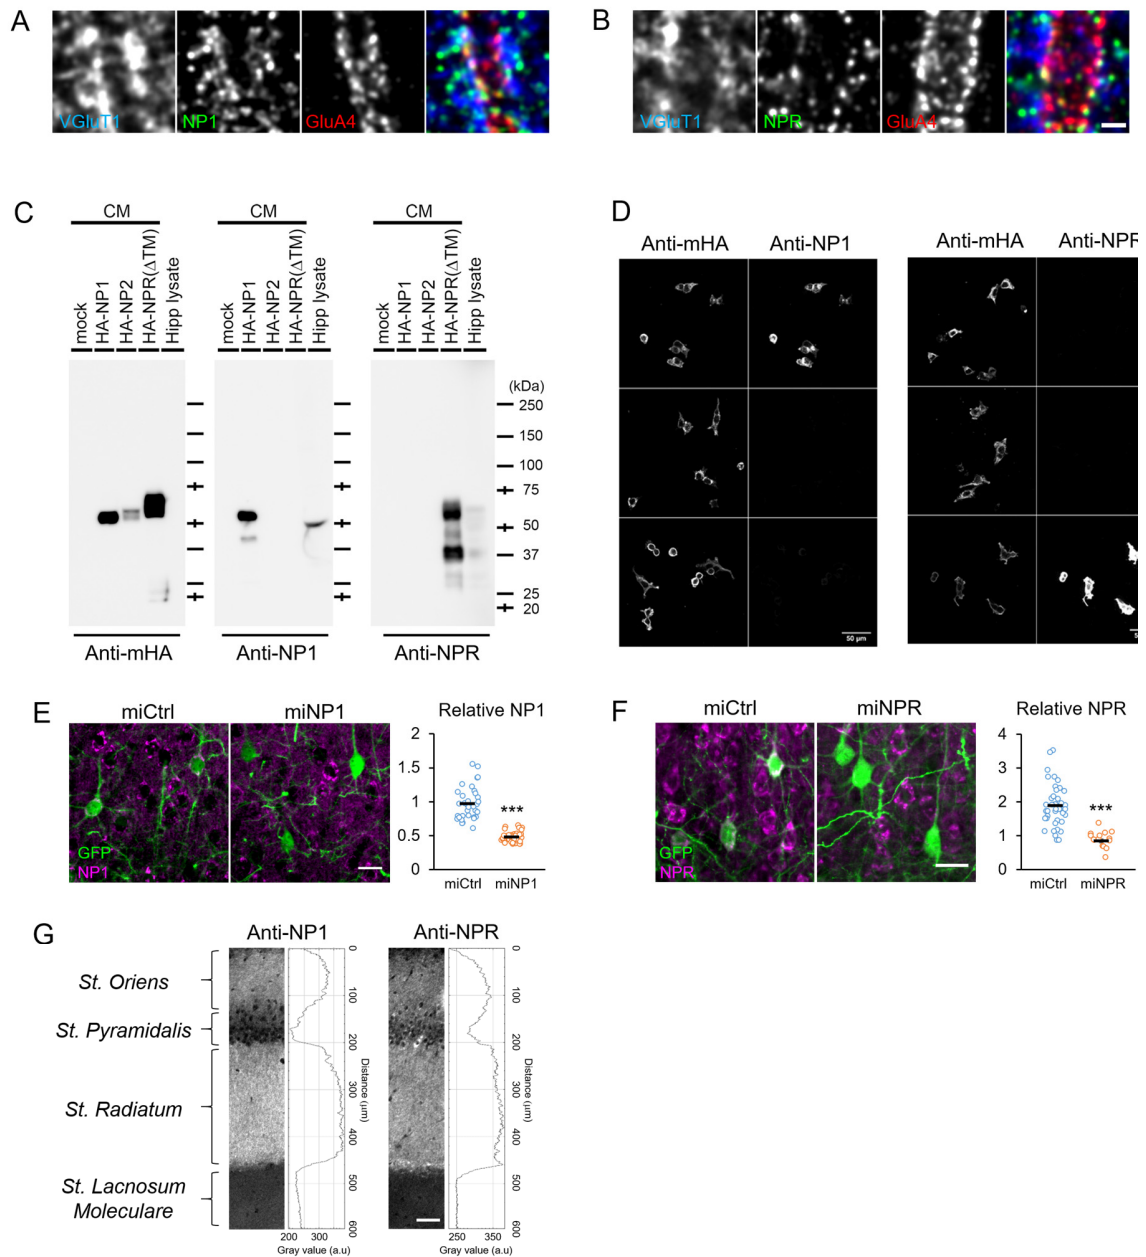 A
VGluT1
NP1
GluA4
B
VGluT1
NPR
GluA4
C
CM
mock
HA-NP1
HA-NP2
HA-NPR(ΔTM)
Hipp lysate
Anti-mHA
CM
mock
HA-NP1
HA-NP2
HA-NPR(ΔTM)
Hipp lysate
Anti-NP1
CM
mock
HA-NP1
HA-NP2
HA-NPR(ΔTM)
Hipp lysate
(kDa)
250
150
100
75
50
37
25
20
Anti-NPR
D
Anti-mHA
Anti-NP1
50 μm
Anti-mHA
Anti-NPR
E
miCtrl
miNP1
GFP
NP1
Relative NP1
2
1.5
1
0.5
0
***
miCtrl
miNP1
F
miCtrl
miNPR
GFP
NPR
Relative NPR
4
3
2
1
0
***
miCtrl
miNPR
G
Anti-NP1
Anti-NPR
St. Oriens
St. Pyramidalis
St. Radiatum
St. Lacnosum
Moleculare
0
100
200
300
400
500
600
Distance (μm)
200
300
Gray value (a.u)
0
100
200
300
400
500
600
Distance (μm)
250
350
Gray value (a.u)